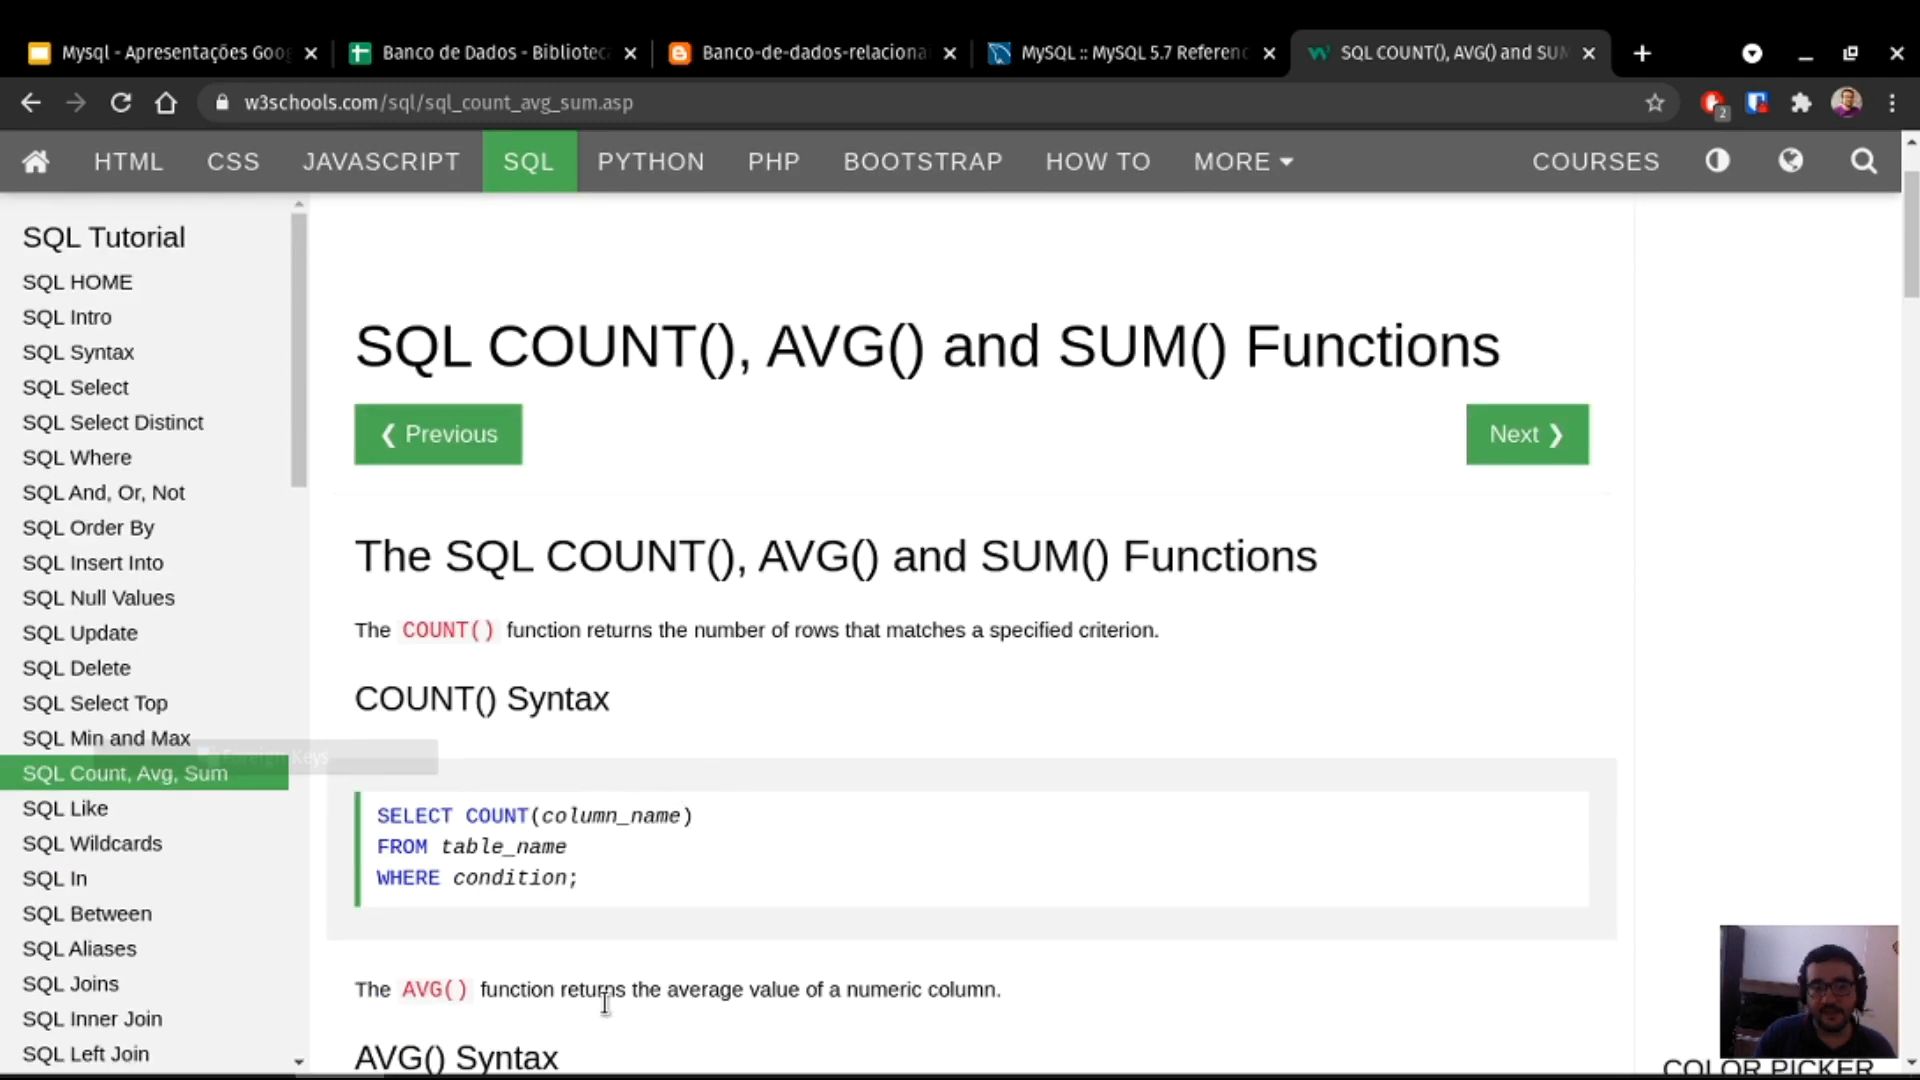 Mysql - Apresentações Goog
Banco de Dados - Bibliotec
Banco-de-dados-relaciona
MySQL :: MySQL 5.7 Referenc
SQL COUNT(), AVG() and SUM
w3schools.com/sql/sql_count_avg_sum.asp
2
HTML
CSS
JAVASCRIPT
SQL
PYTHON
PHP
BOOTSTRAP
HOW TO
MORE
COURSES
SQL Tutorial
SQL HOME
SQL Intro
SQL Syntax
SQL Select
SQL Select Distinct
SQL Where
SQL And, Or, Not
SQL Order By
SQL Insert Into
SQL Null Values
SQL Update
SQL Delete
SQL Select Top
SQL Min and Max
Foreign Keys
SQL Count, Avg, Sum
SQL Like
SQL Wildcards
SQL In
SQL Between
SQL Aliases
SQL Joins
SQL Inner Join
SQL Left Join
SQL COUNT(), AVG() and SUM() Functions
❮ Previous
Next ❯
The SQL COUNT(), AVG() and SUM() Functions
The COUNT() function returns the number of rows that matches a specified criterion.
COUNT() Syntax
SELECT COUNT(column_name)
FROM table_name
WHERE condition;
The AVG() function returns the average value of a numeric column.
AVG() Syntax
COLOR PICKER